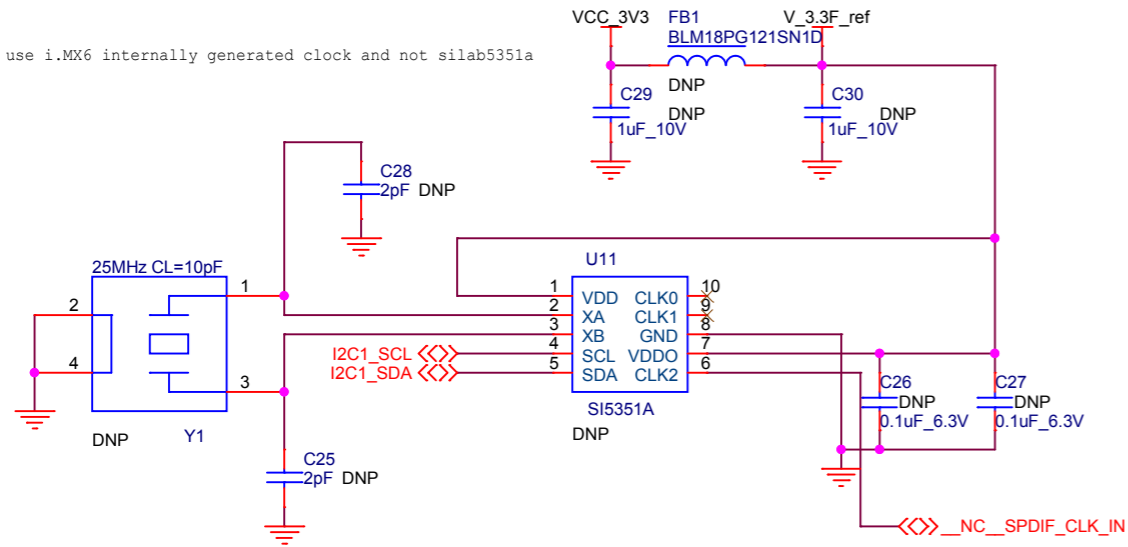 VCC_3V3
FB1
V_3.3F_ref
BLM18PG121SN1D
use i.MX6 internally generated clock and not silab5351a
DNP
C29
DNP
1uF_10V
C30
DNP
1uF_10V
C28
2pF DNP
25MHz CL=10pF
1
2
4
3
DNP
Y1
C25
2pF DNP
U11
1
2
3
4
5
VDD
XA
XB
SCL
SDA
CLK0
CLK1
GND
VDDO
CLK2
10
9
8
7
6
I2C1_SCL
I2C1_SDA
SI5351A
DNP
C26
DNP
0.1uF_6.3V
C27
DNP
0.1uF_6.3V
__NC__SPDIF_CLK_IN